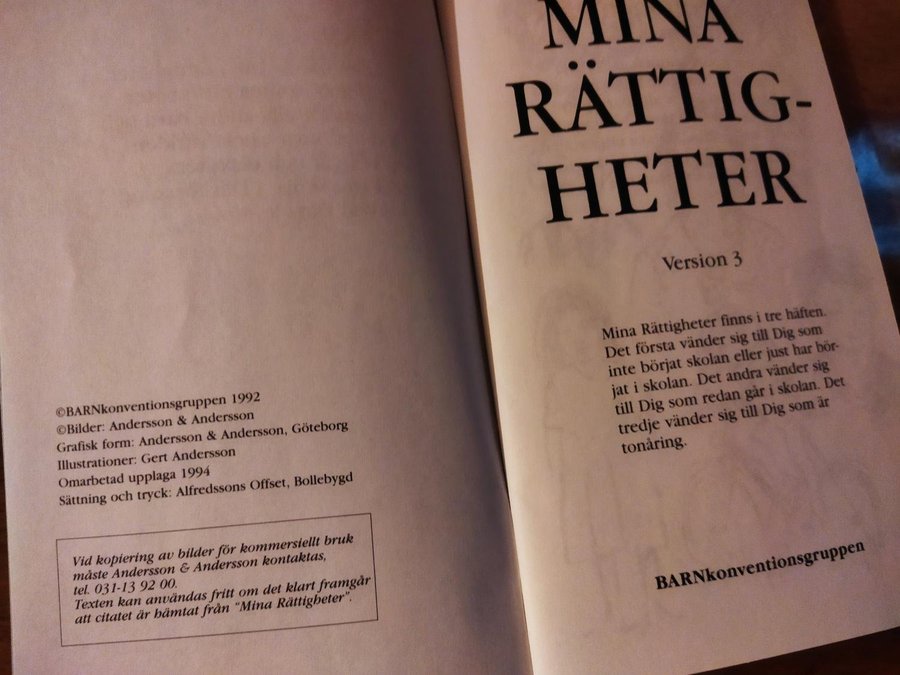 ©BARNkonventionsgruppen 1992
©Bilder: Andersson & Andersson
Grafisk form: Andersson & Andersson, Göteborg
Illustrationer: Gert Andersson
Omarbetad upplaga 1994
Sättning och tryck: Alfredssons Offset, Bollebygd
Vid kopiering av bilder för kommersiellt bruk
måste Andersson & Andersson kontaktas,
tel. 031-13 92 00.
Texten kan användas fritt om det klart framgår
att citatet är hämtat från "Mina Rättigheter".
MINA
RÄTTIG-
HETER
Version 3
Mina Rättigheter finns i tre häften.
Det första vänder sig till Dig som
inte börjat skolan eller just har bör-
jat i skolan. Det andra vänder sig
till Dig som redan går i skolan. Det
tredje vänder sig till Dig som är
tonåring.
BARNkonventionsgruppen